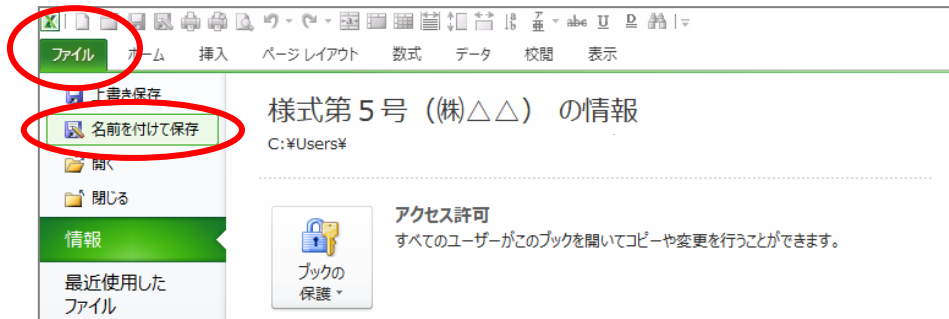 ファイル ホーム 挿入 ページ レイアウト 数式 データ 校閲 表示
上書き保存
名前を付けて保存
開く
閉じる
情報
最近使用した
ファイル
様式第５号（㈱△△） の情報
C:¥Users¥
ブックの
保護
アクセス許可
すべてのユーザーがこのブックを開いてコピーや変更を行うことができます。